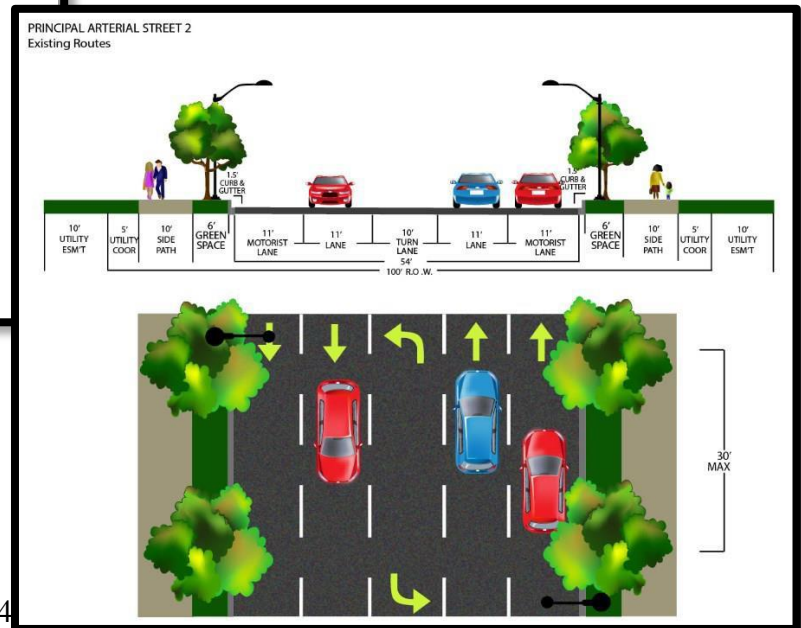 PRINCIPAL ARTERIAL STREET 2
Existing Routes
1.5'
CURB &
GUTTER
1.5'
CURB &
GUTTER
10'
UTILITY
ESM'T
5'
UTILITY
COOR
10'
SIDE
PATH
6'
GREEN
SPACE
11'
MOTORIST
LANE
11'
LANE
10'
TURN
LANE
11'
LANE
11'
MOTORIST
LANE
6'
GREEN
SPACE
10'
SIDE
PATH
5'
UTILITY
COOR
10'
UTILITY
ESM'T
54'
100' R.O .W.
30'
MAX
4